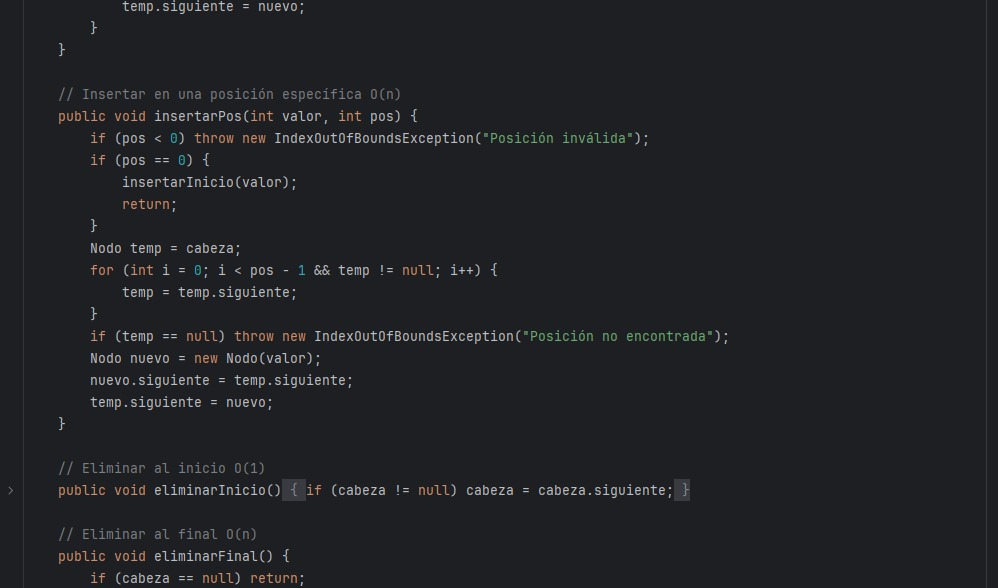 temp.siguiente = nuevo;
}
}
// Insertar en una posición específica O(n)
public void insertarPos(int valor, int pos) {
if (pos < 0) throw new IndexOutOfBoundsException("Posición inválida");
if (pos == 0) {
insertarInicio(valor);
return;
}
Nodo temp = cabeza;
for (int i = 0; i < pos - 1 && temp != null; i++) {
temp = temp.siguiente;
}
if (temp == null) throw new IndexOutOfBoundsException("Posición no encontrada");
Nodo nuevo = new Nodo(valor);
nuevo.siguiente = temp.siguiente;
temp.siguiente = nuevo;
}
// Eliminar al inicio O(1)
public void eliminarInicio() { if (cabeza != null) cabeza = cabeza.siguiente; }
// Eliminar al final O(n)
public void eliminarFinal() {
if (cabeza == null) return;